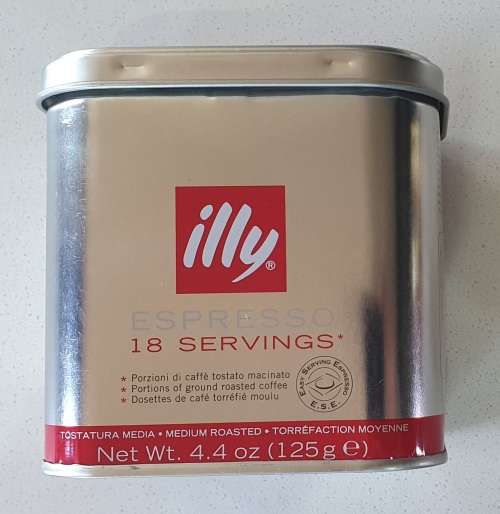 illy®
ESPRESSO
18 SERVINGS*
* Porzioni di caffè tostato macinato
* Portions of ground roasted coffee
* Dosettes de café torréfié moulu
EASY SERVING ESPRESSO
E.S.E.
TOSTATURA MEDIA • MEDIUM ROASTED • TORRÉFACTION MOYENNE
Net Wt. 4.4 oz (125g ℮)